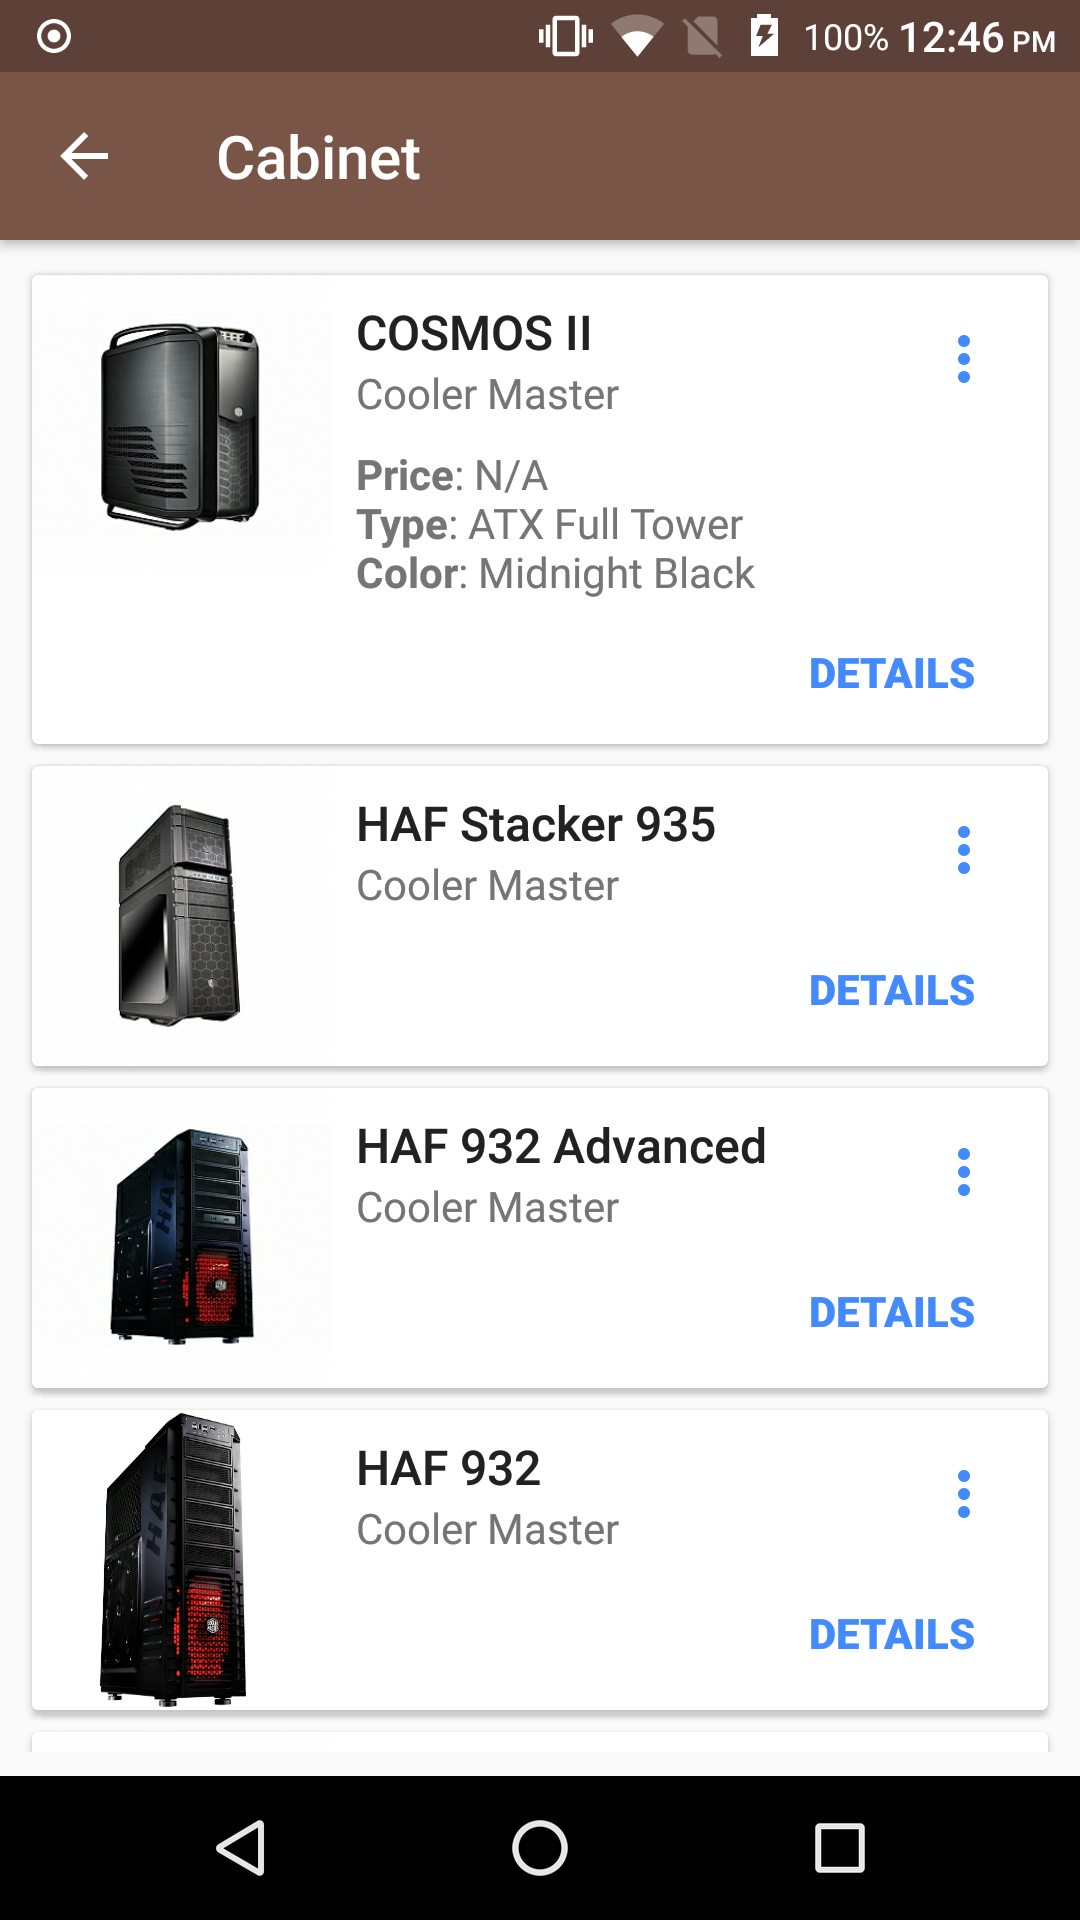 100% 12:46 PM
Cabinet
COSMOS II
Cooler Master
Price: N/A
Type: ATX Full Tower
Color: Midnight Black
DETAILS
HAF Stacker 935
Cooler Master
DETAILS
HAF 932 Advanced
Cooler Master
DETAILS
HAF 932
Cooler Master
DETAILS